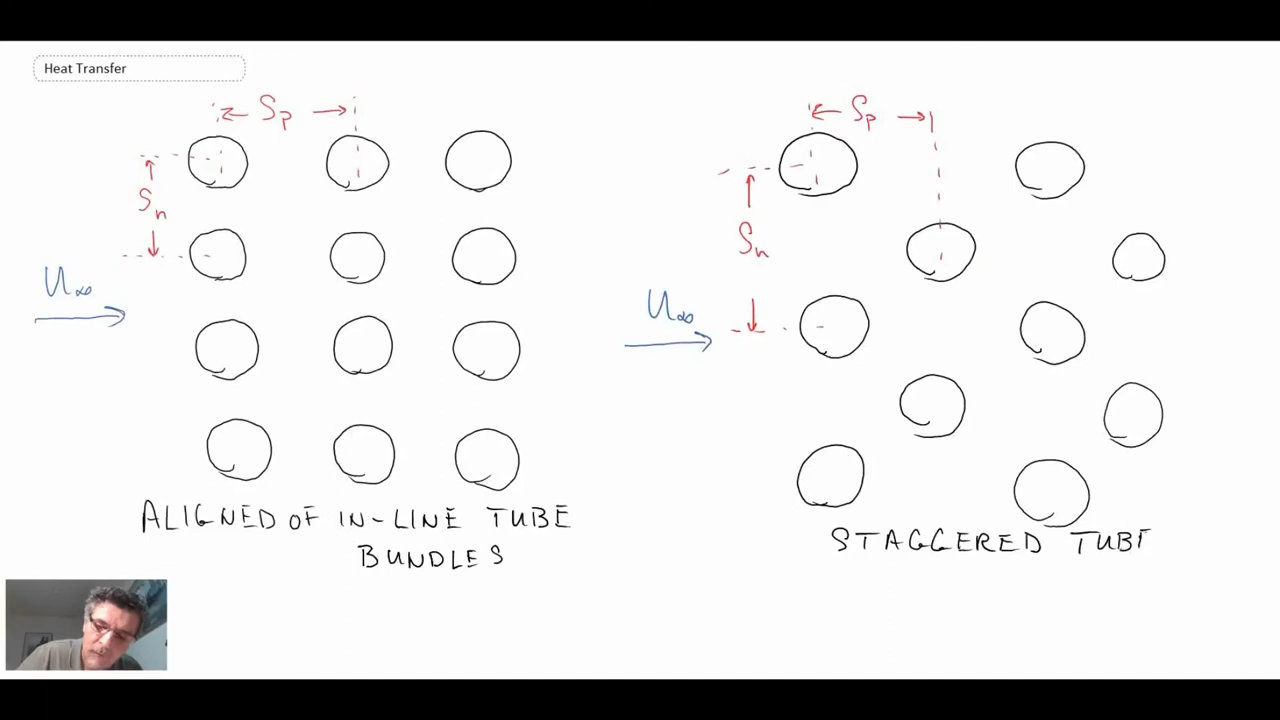 Heat Transfer
Sp
Sn
U∞
ALIGNED OF IN-LINE TUBE
BUNDLES
Sp
Sn
U∞
STAGGERED TUBE